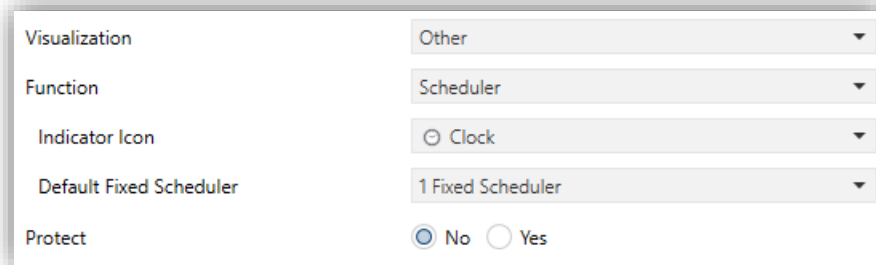 Visualization Other
Function Scheduler
Indicator Icon Clock
Default Fixed Scheduler 1 Fixed Scheduler
Protect No Yes